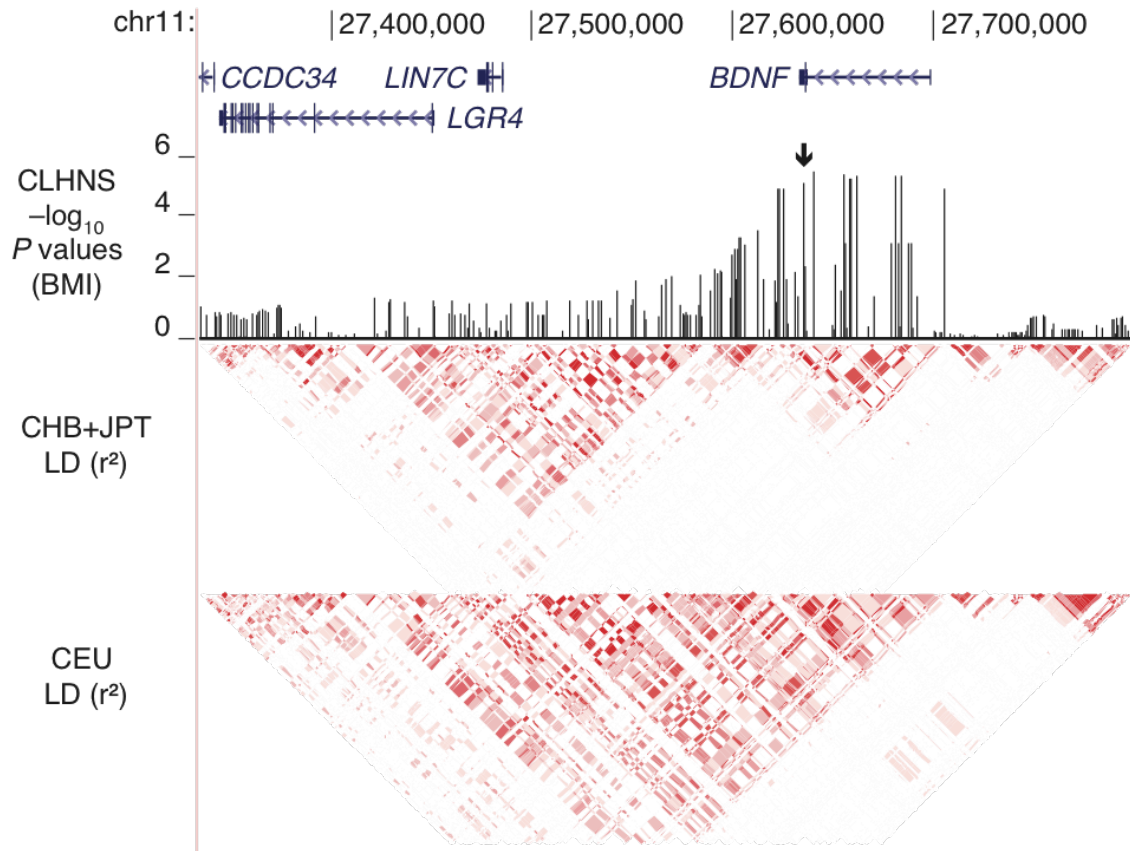 chr11: |27,400,000 |27,500,000 |27,600,000 |27,700,000
CCDC34 LIN7C BDNF
LGR4
6
4
2
0
CLHNS
–log10
P values
(BMI)
CHB+JPT
LD (r²)
CEU
LD (r²)